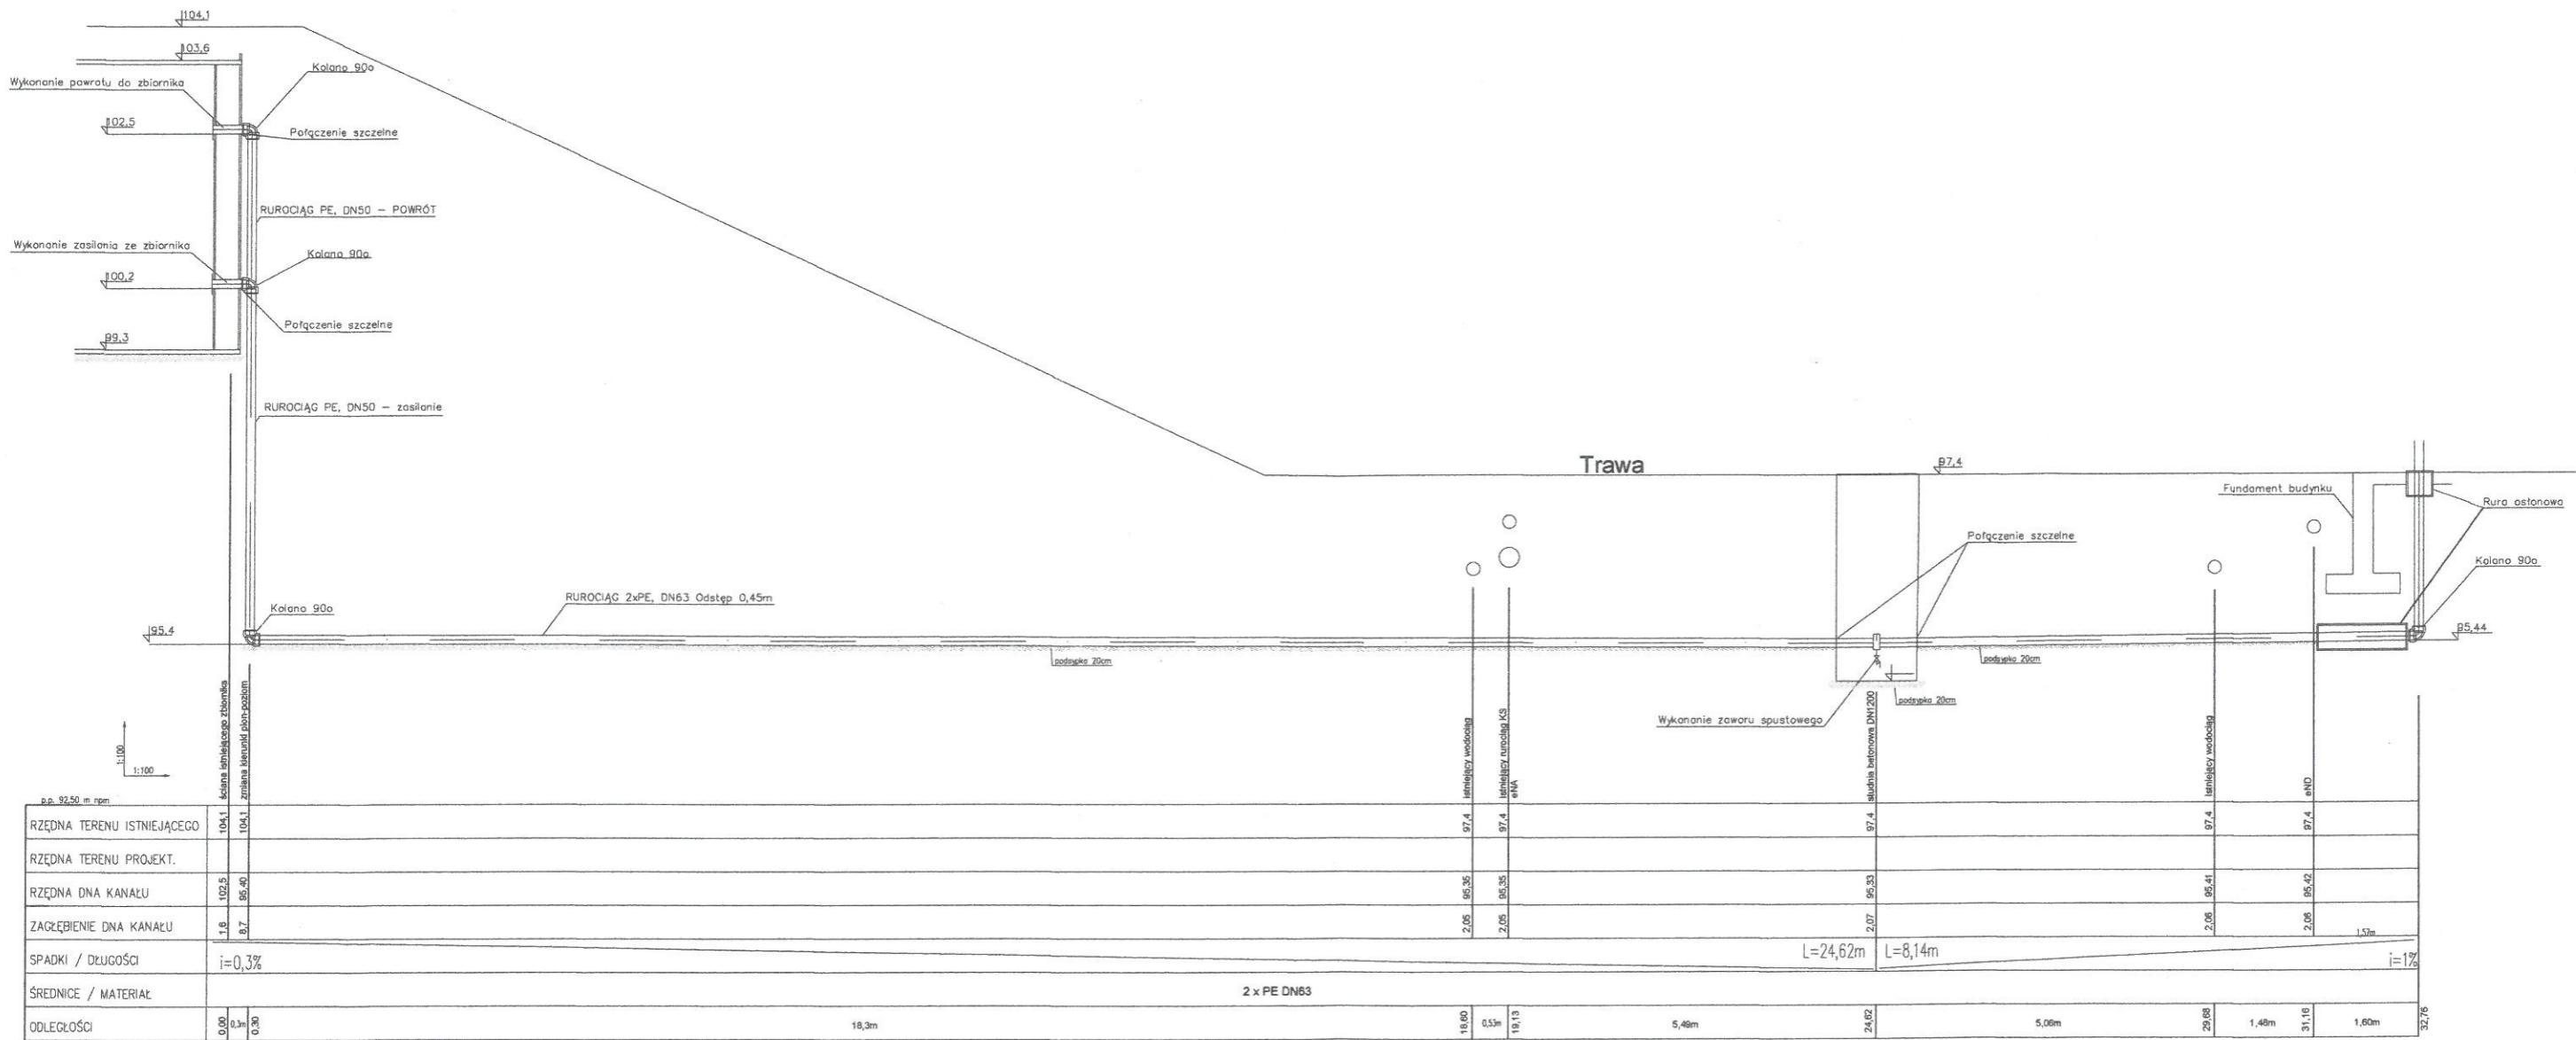 104,1
103,6
Kolano 90o
Wykonanie powrotu do zbiornika
102,5
Połączenie szczelne
RUROCIĄG PE, DN50 – POWRÓT
Wykonanie zasilania ze zbiornika
Kolano 90o
100,2
Połączenie szczelne
99,3
RUROCIĄG PE, DN50 – zasilanie
Trawa
97,4
Fundament budynku
Rura osłonowa
Połączenie szczelne
Kolano 90o
RUROCIĄG 2xPE, DN63 Odstęp 0,45m
Kolano 90o
95,4
95,44
podsypka 20cm
podsypka 20cm
podsypka 20cm
Wykonanie zaworu spustowego
1:100
1:100
ściana istniejącego zbiornika
zmiana kierunki pion-poziom
istniejący wodociąg
istniejący rurociąg KS
eNA
studnia betonowa DN1200
istniejący wodociąg
eND
p.p. 92,50 m npm
RZĘDNA TERENU ISTNIEJĄCEGO 104,1 104,1 97,4 97,4 97,4 97,4 97,4
RZĘDNA TERENU PROJEKT.
RZĘDNA DNA KANAŁU 102,5 95,40 95,35 95,35 95,33 95,41 95,42
ZAGŁĘBIENIE DNA KANAŁU 1,6 8,7 2,05 2,05 2,07 2,06 2,06 1,57m
SPADKI / DŁUGOŚCI i=0,3% L=24,62m L=8,14m i=1%
ŚREDNICE / MATERIAŁ 2 x PE DN63
ODLEGŁOŚCI 0,00 0,3m 0,30 18,3m 18,60 0,53m 19,13 5,49m 24,62 5,06m 29,68 1,48m 31,16 1,60m 32,76